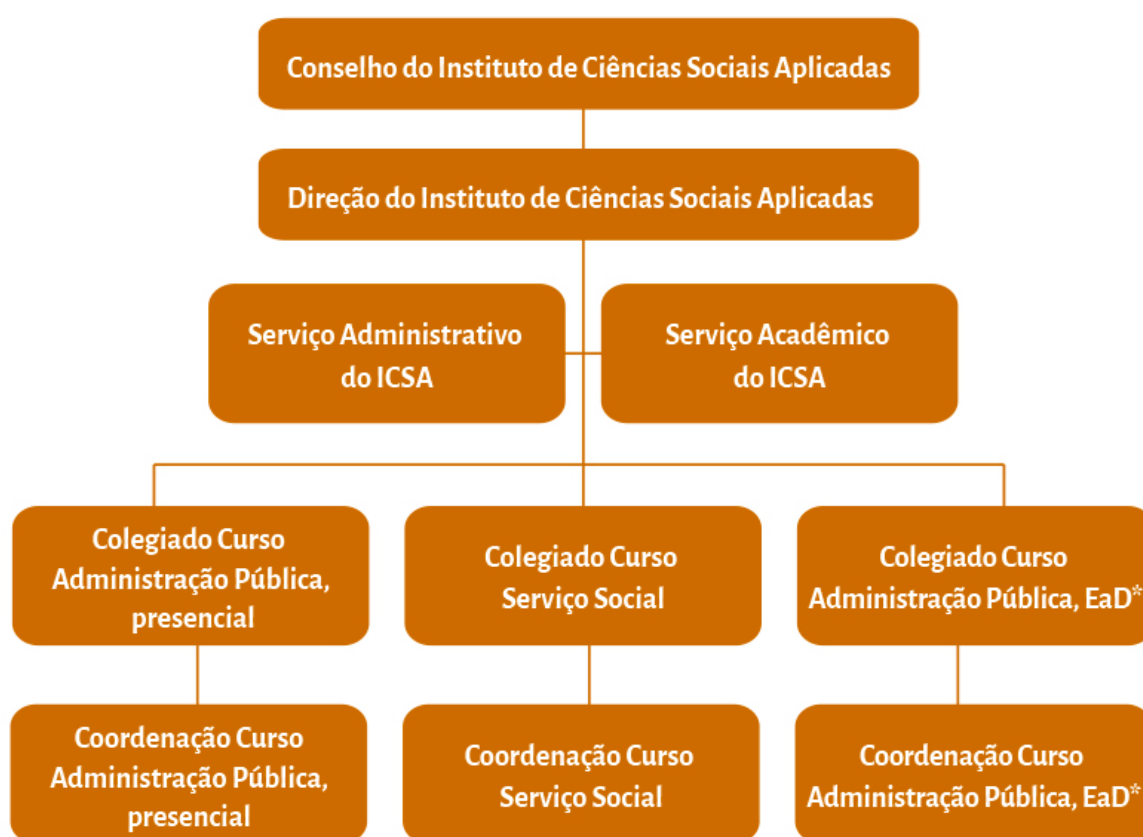 Conselho do Instituto de Ciências Sociais Aplicadas
Direção do Instituto de Ciências Sociais Aplicadas
Serviço Administrativo
do ICSA
Serviço Acadêmico
do ICSA
Colegiado Curso
Administração Pública,
presencial
Colegiado Curso
Serviço Social
Colegiado Curso
Administração Pública, EaD*
Coordenação Curso
Administração Pública,
presencial
Coordenação Curso
Serviço Social
Coordenação Curso
Administração Pública, EaD*